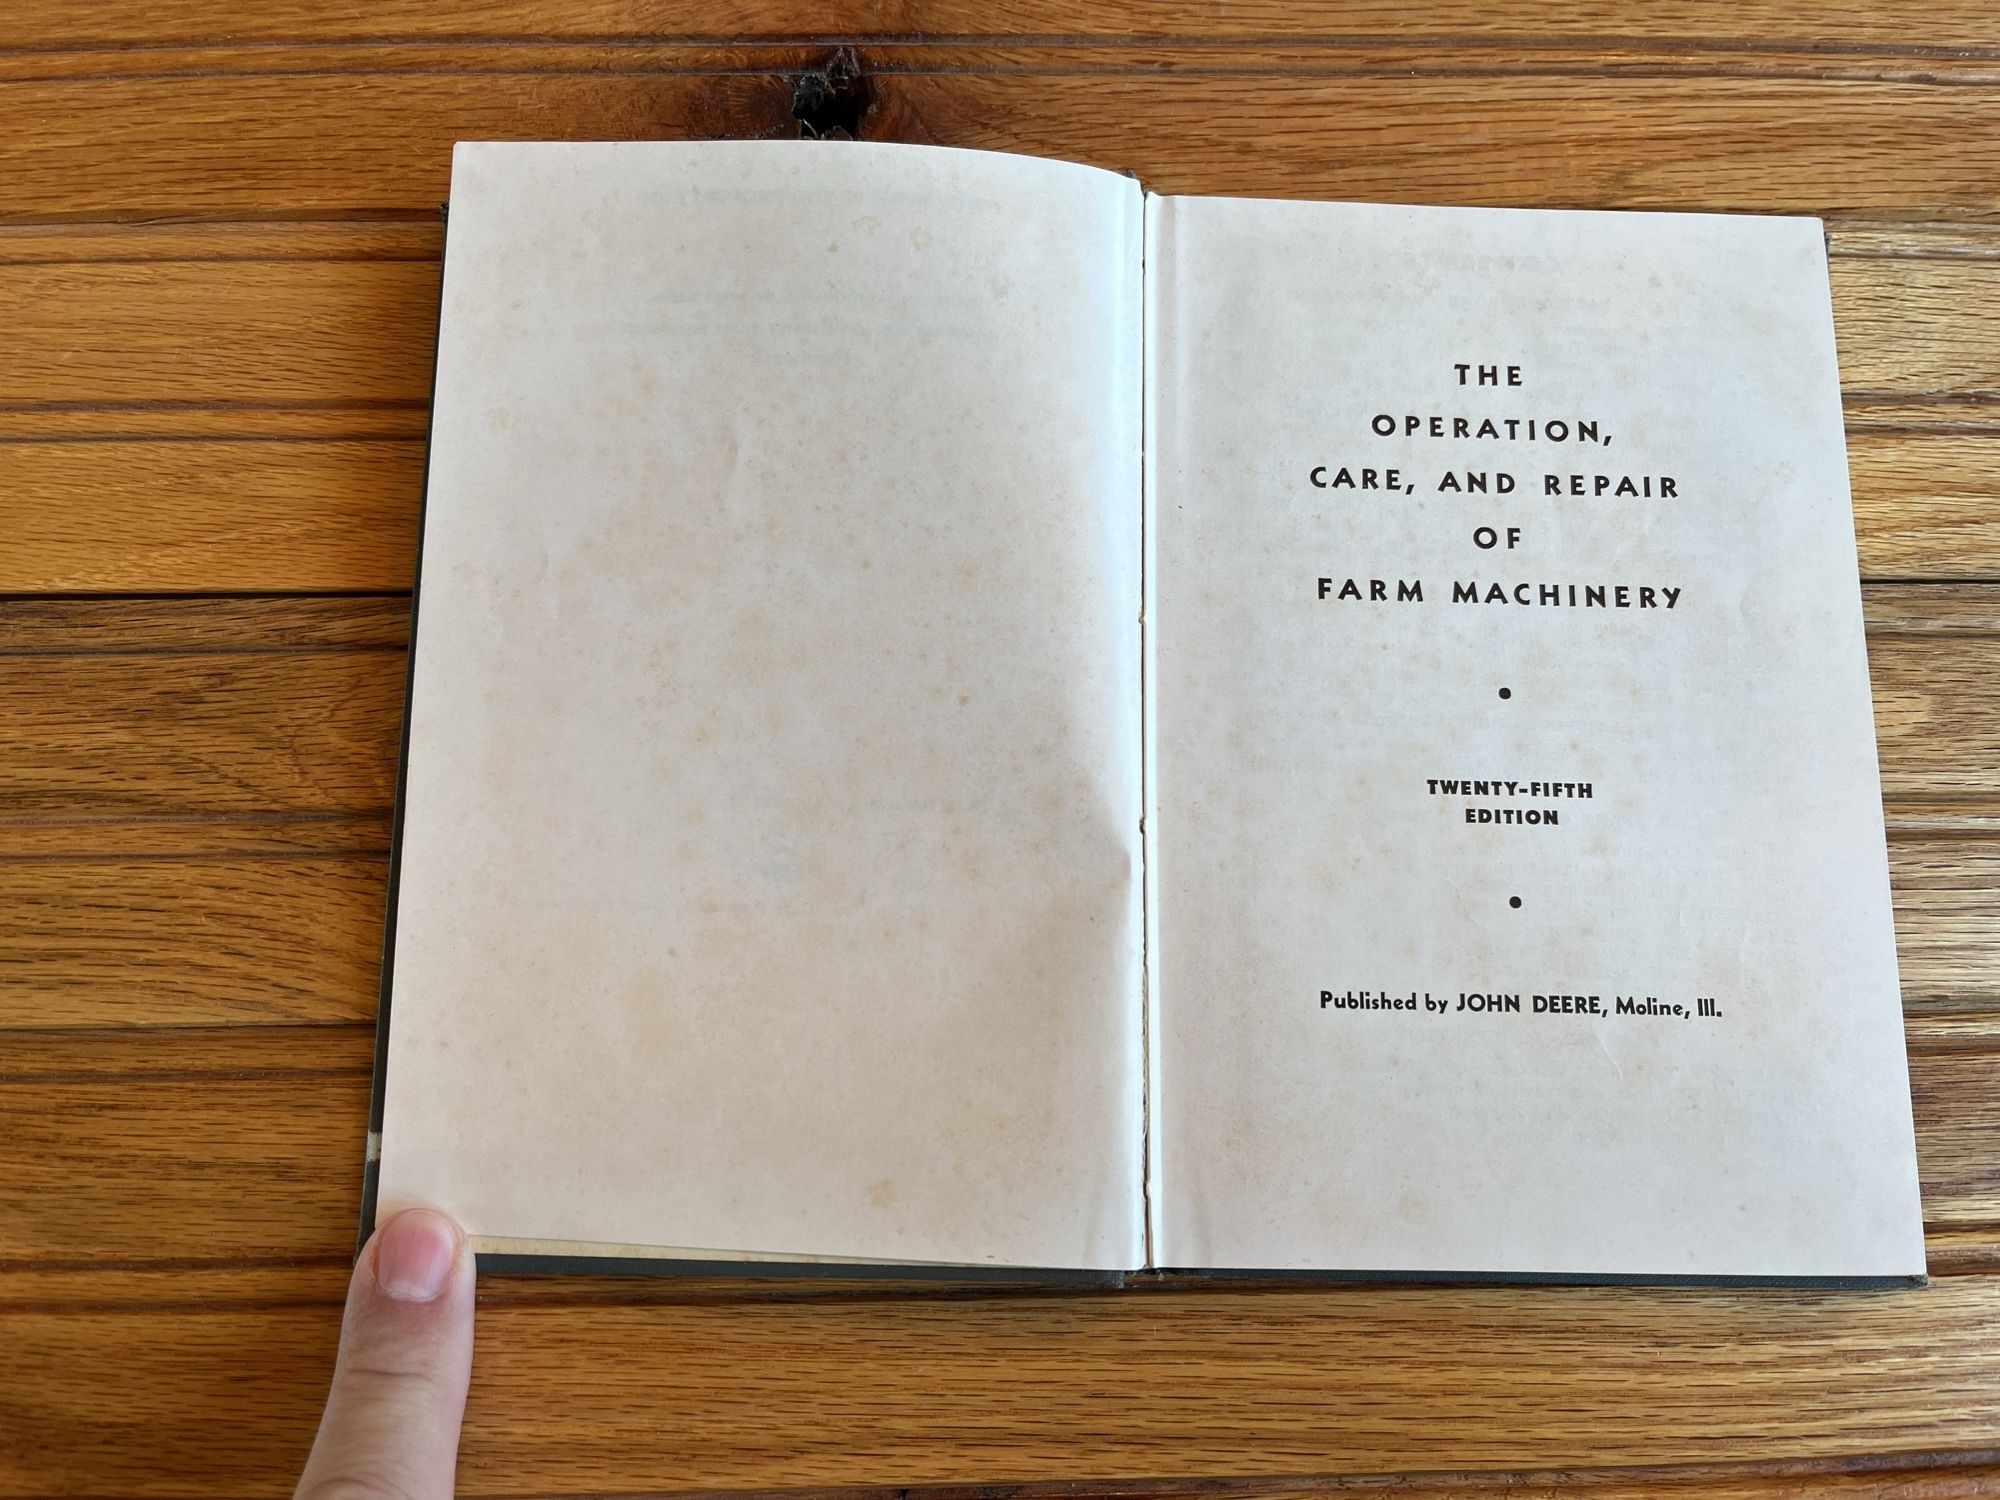 THE
OPERATION,
CARE, AND REPAIR
OF
FARM MACHINERY
•
TWENTY-FIFTH
EDITION
•
Published by JOHN DEERE, Moline, Ill.